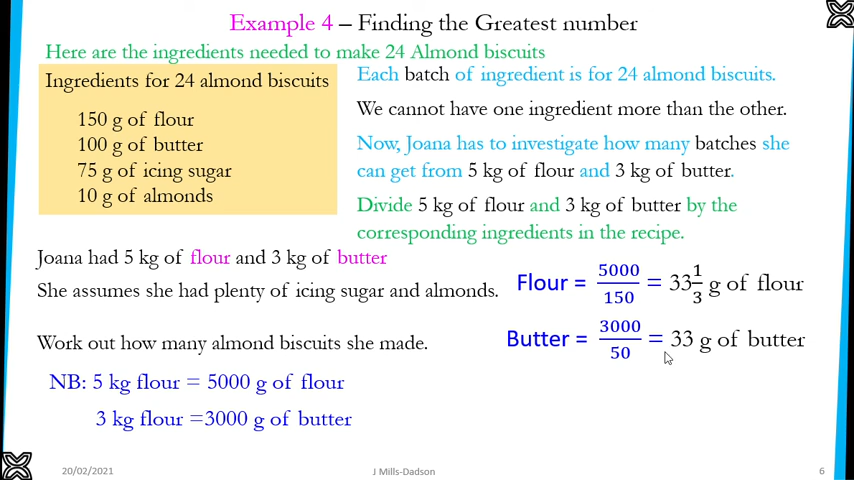 Example 4 – Finding the Greatest number
Here are the ingredients needed to make 24 Almond biscuits
Ingredients for 24 almond biscuits
150 g of flour
100 g of butter
75 g of icing sugar
10 g of almonds
Each batch of ingredient is for 24 almond biscuits.
We cannot have one ingredient more than the other.
Now, Joana has to investigate how many batches she
can get from 5 kg of flour and 3 kg of butter.
Divide 5 kg of flour and 3 kg of butter by the
corresponding ingredients in the recipe.
Joana had 5 kg of flour and 3 kg of butter
She assumes she had plenty of icing sugar and almonds.
Work out how many almond biscuits she made.
NB: 5 kg flour = 5000 g of flour
3 kg flour =3000 g of butter
Flour = 5000/150 = 33 1/3 g of flour
Butter = 3000/50 = 33 g of butter
20/02/2021
J Mills-Dadson
6